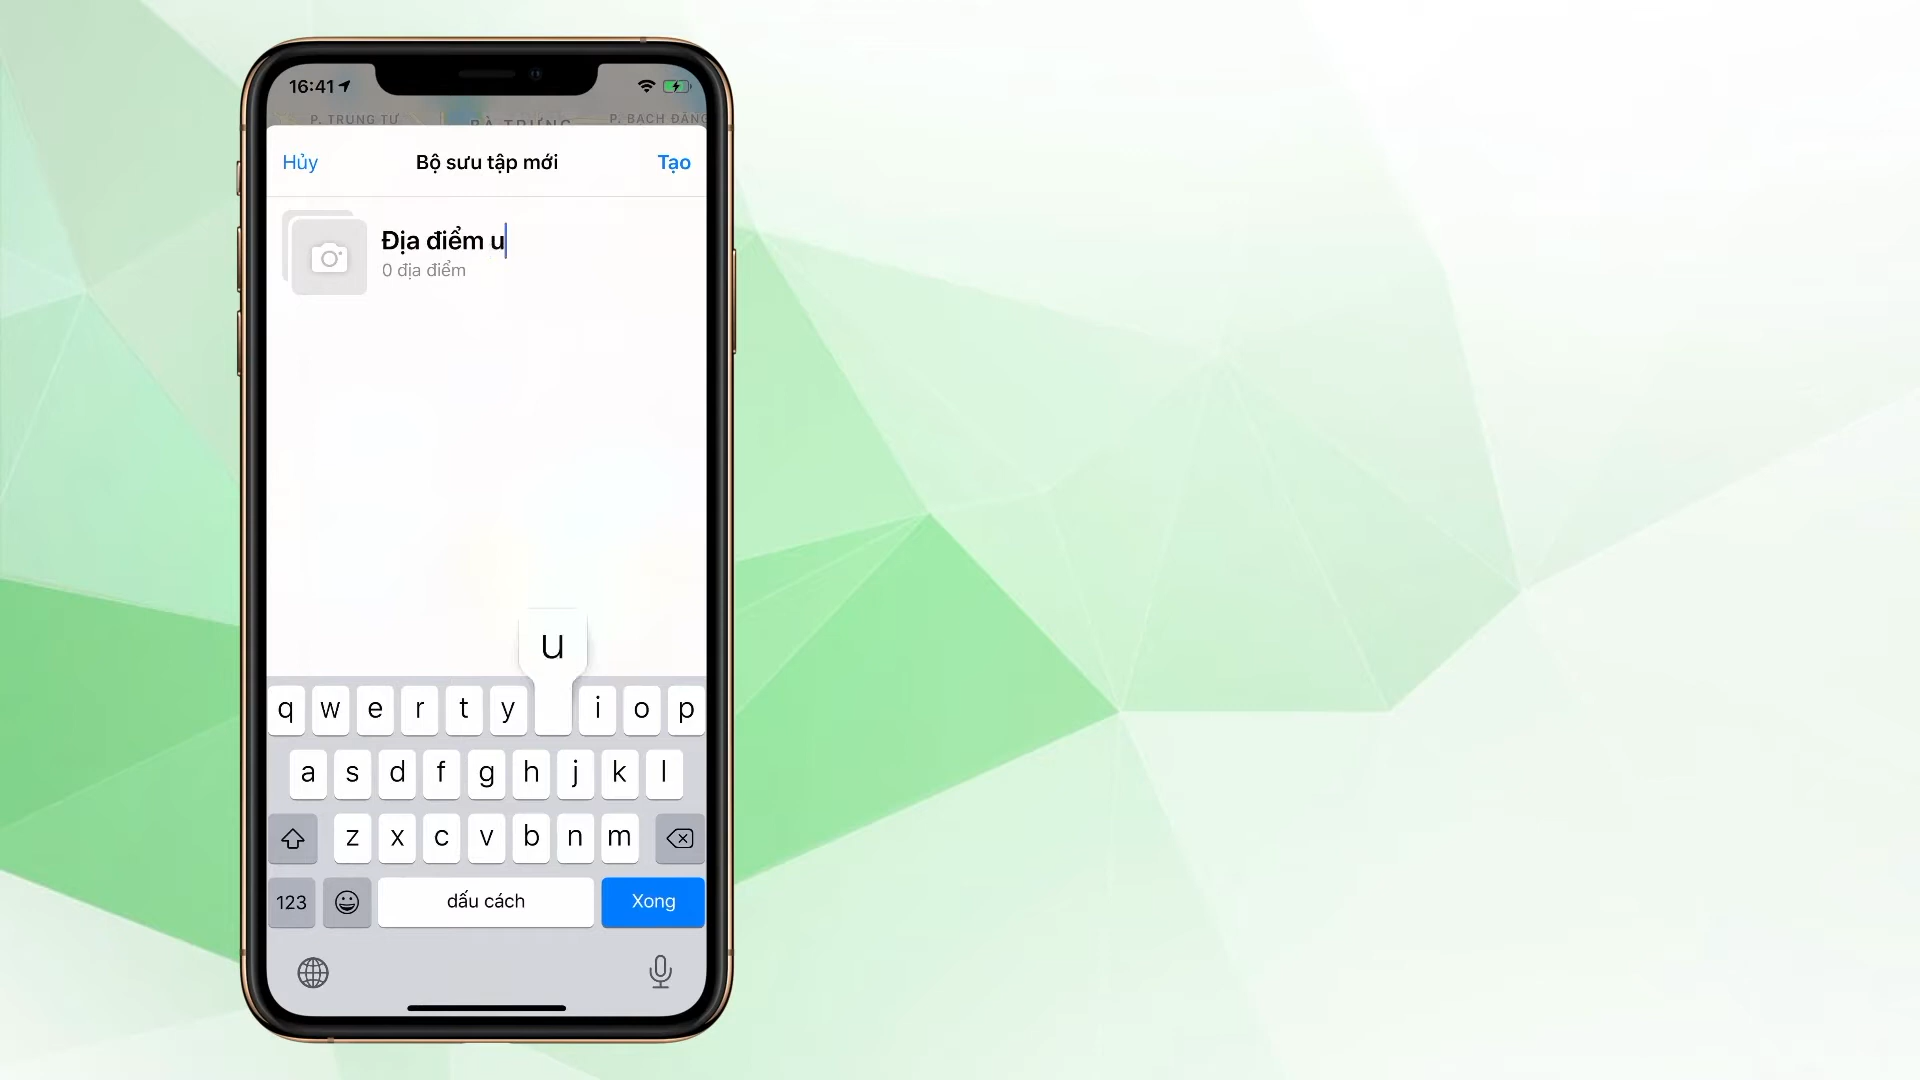 16:41
P. TRUNG TỰ
BÀ TRƯNG
P. BẠCH ĐẰNG
Hủy
Bộ sưu tập mới
Tạo
Địa điểm u
0 địa điểm
u
q w e r t y i o p
a s d f g h j k l
z x c v b n m
123
dấu cách
Xong